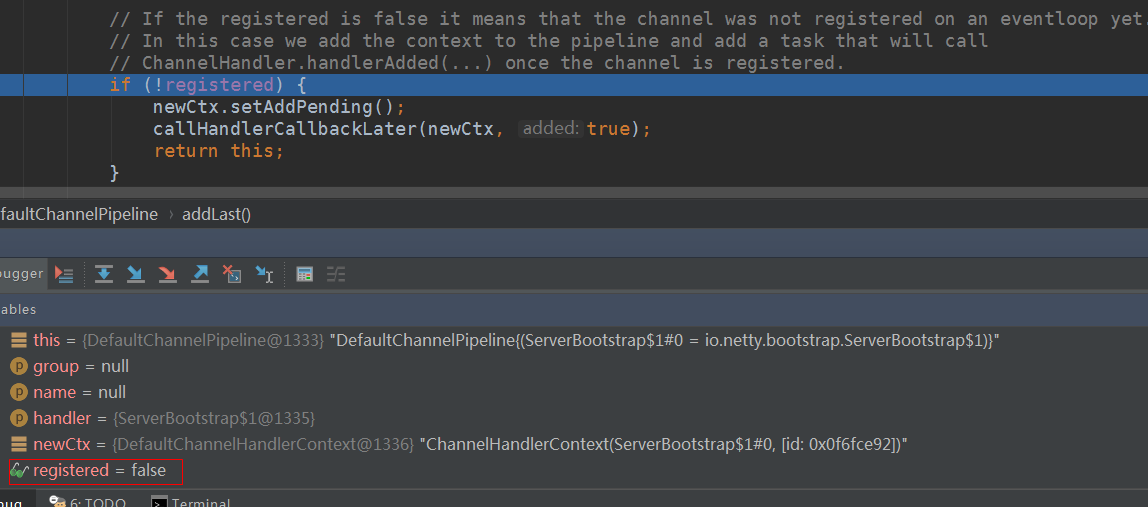 // If the registered is false it means that the channel was not registered on an eventloop yet.
// In this case we add the context to the pipeline and add a task that will call
// ChannelHandler.handlerAdded(...) once the channel is registered.
if (!registered) {
newCtx.setAddPending();
callHandlerCallbackLater(newCtx, added: true);
return this;
}
faultChannelPipeline › addLast()
ougger
ables
this = {DefaultChannelPipeline@1333} "DefaultChannelPipeline{(ServerBootstrap$1#0 = io.netty.bootstrap.ServerBootstrap$1)}"
p group = null
p name = null
p handler = {ServerBootstrap$1@1335}
newCtx = {DefaultChannelHandlerContext@1336} "ChannelHandlerContext(ServerBootstrap$1#0, [id: 0x0f6fce92])"
registered = false
6: TODO Terminal